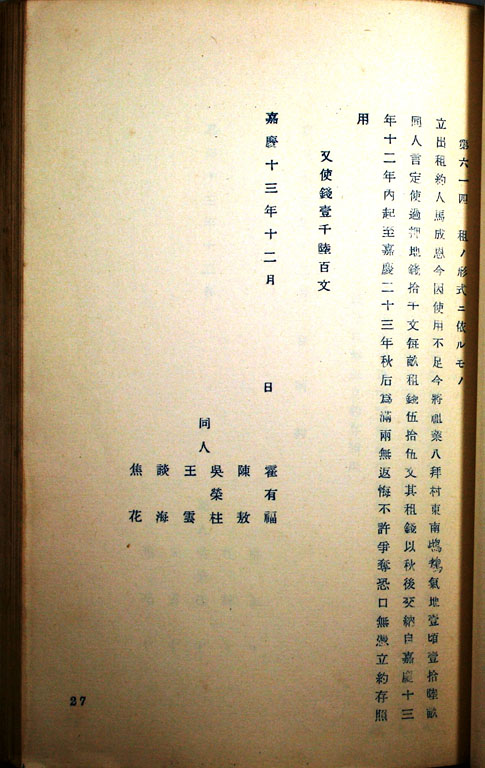 第六一四 租ノ形式ニ依ルモノ
立出租約人馬成恩今因使用不足今將祖業八拜村東南塢鵓氣地壹頃壹拾陸畝
同人言定使過押地錢拾千文每畝租錢伍拾伍文其租錢以秋後交納自嘉慶十三
年十二年內起至嘉慶二十三年秋后爲滿兩無返悔不許爭奪恐口無憑立約存照
用
又使錢壹千陸百文
嘉慶十三年十二月 日
霍有福
陳敖
吳榮柱
同人
王雲
談海
焦花
27